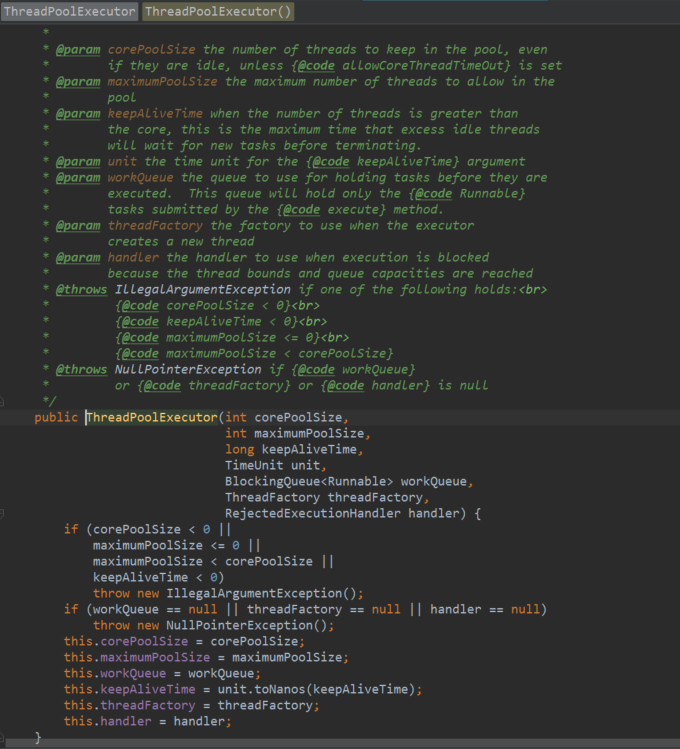 ThreadPoolExecutor ThreadPoolExecutor()
*
* @param corePoolSize the number of threads to keep in the pool, even
* if they are idle, unless {@code allowCoreThreadTimeOut} is set
* @param maximumPoolSize the maximum number of threads to allow in the
* pool
* @param keepAliveTime when the number of threads is greater than
* the core, this is the maximum time that excess idle threads
* will wait for new tasks before terminating.
* @param unit the time unit for the {@code keepAliveTime} argument
* @param workQueue the queue to use for holding tasks before they are
* executed.  This queue will hold only the {@code Runnable}
* tasks submitted by the {@code execute} method.
* @param threadFactory the factory to use when the executor
* creates a new thread
* @param handler the handler to use when execution is blocked
* because the thread bounds and queue capacities are reached
* @throws IllegalArgumentException if one of the following holds:<br>
* {@code corePoolSize < 0}<br>
* {@code keepAliveTime < 0}<br>
* {@code maximumPoolSize <= 0}<br>
* {@code maximumPoolSize < corePoolSize}
* @throws NullPointerException if {@code workQueue}
* or {@code threadFactory} or {@code handler} is null
*/
public ThreadPoolExecutor(int corePoolSize,
int maximumPoolSize,
long keepAliveTime,
TimeUnit unit,
BlockingQueue<Runnable> workQueue,
ThreadFactory threadFactory,
RejectedExecutionHandler handler) {
if (corePoolSize < 0 ||
maximumPoolSize <= 0 ||
maximumPoolSize < corePoolSize ||
keepAliveTime < 0)
throw new IllegalArgumentException();
if (workQueue == null || threadFactory == null || handler == null)
throw new NullPointerException();
this.corePoolSize = corePoolSize;
this.maximumPoolSize = maximumPoolSize;
this.workQueue = workQueue;
this.keepAliveTime = unit.toNanos(keepAliveTime);
this.threadFactory = threadFactory;
this.handler = handler;
}